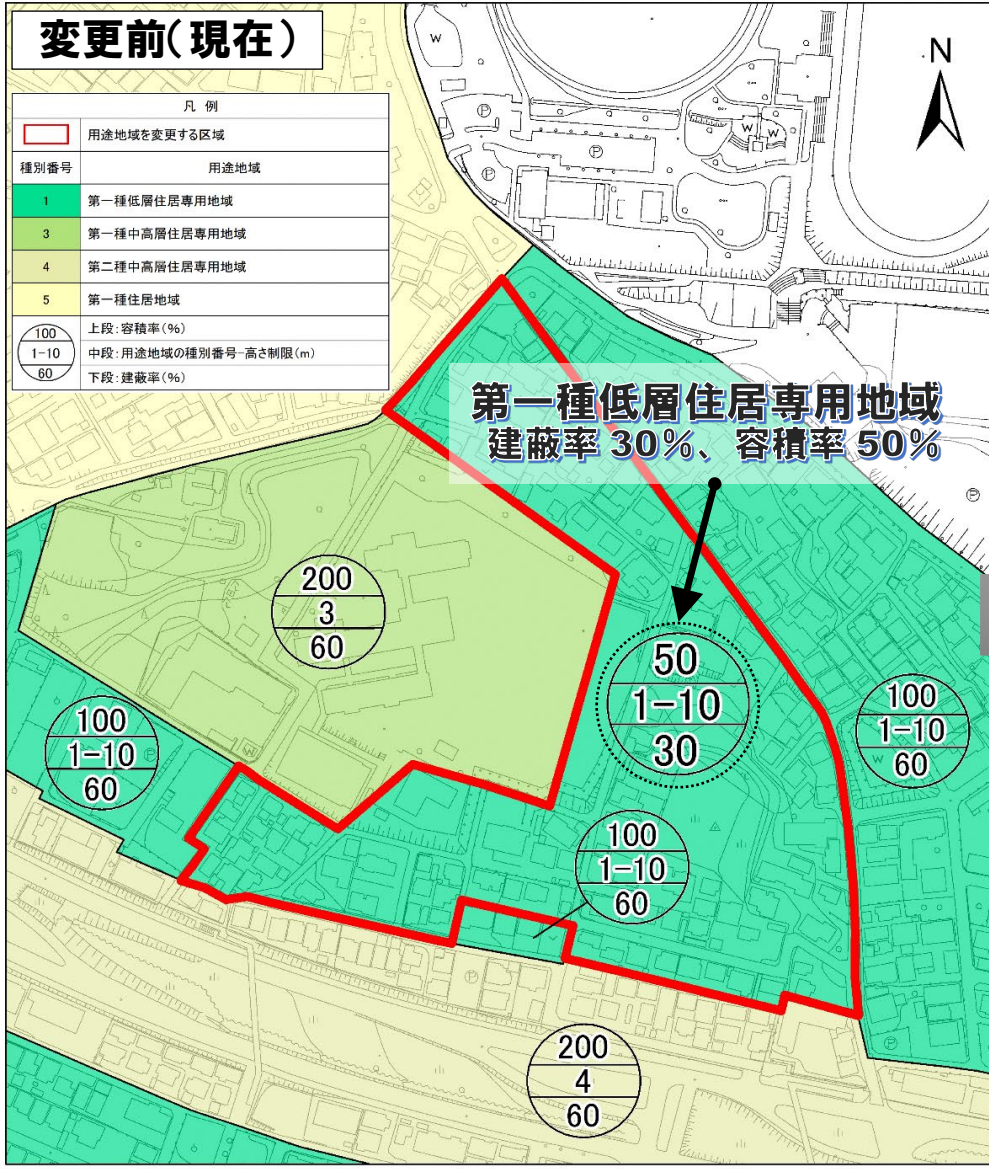 変更前(現在)
N
凡 例
用途地域を変更する区域
種別番号 用途地域
1 第一種低層住居専用地域
3 第一種中高層住居専用地域
4 第二種中高層住居専用地域
5 第一種住居地域
100
1-10
60
上段:容積率(%)
中段:用途地域の種別番号-高さ制限(m)
下段:建蔽率(%)
W
P
W
W
P
P
第一種低層住居専用地域
建蔽率 30%、容積率 50%
200
3
60
50
1-10
30
100
1-10
60
W
100
1-10
60
W
100
1-10
60
200
4
60